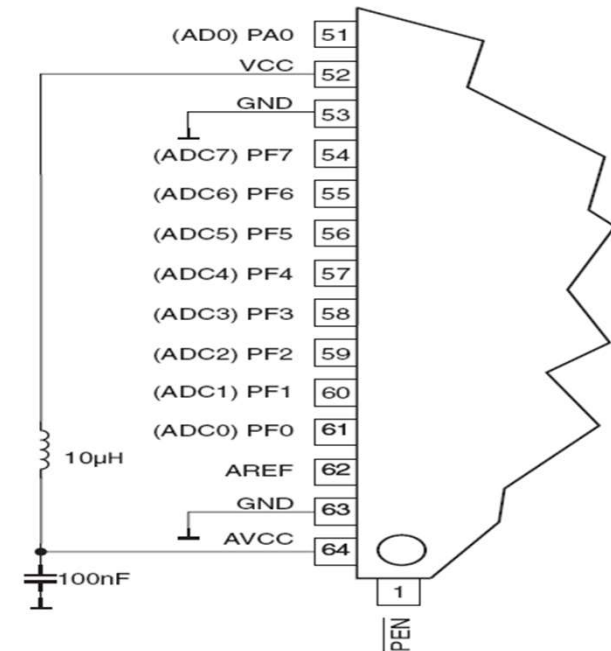 (AD0) PA0 51
VCC 52
GND 53
(ADC7) PF7 54
(ADC6) PF6 55
(ADC5) PF5 56
(ADC4) PF4 57
(ADC3) PF3 58
(ADC2) PF2 59
(ADC1) PF1 60
(ADC0) PF0 61
10µH
AREF 62
GND 63
AVCC 64
100nF
1
PEN